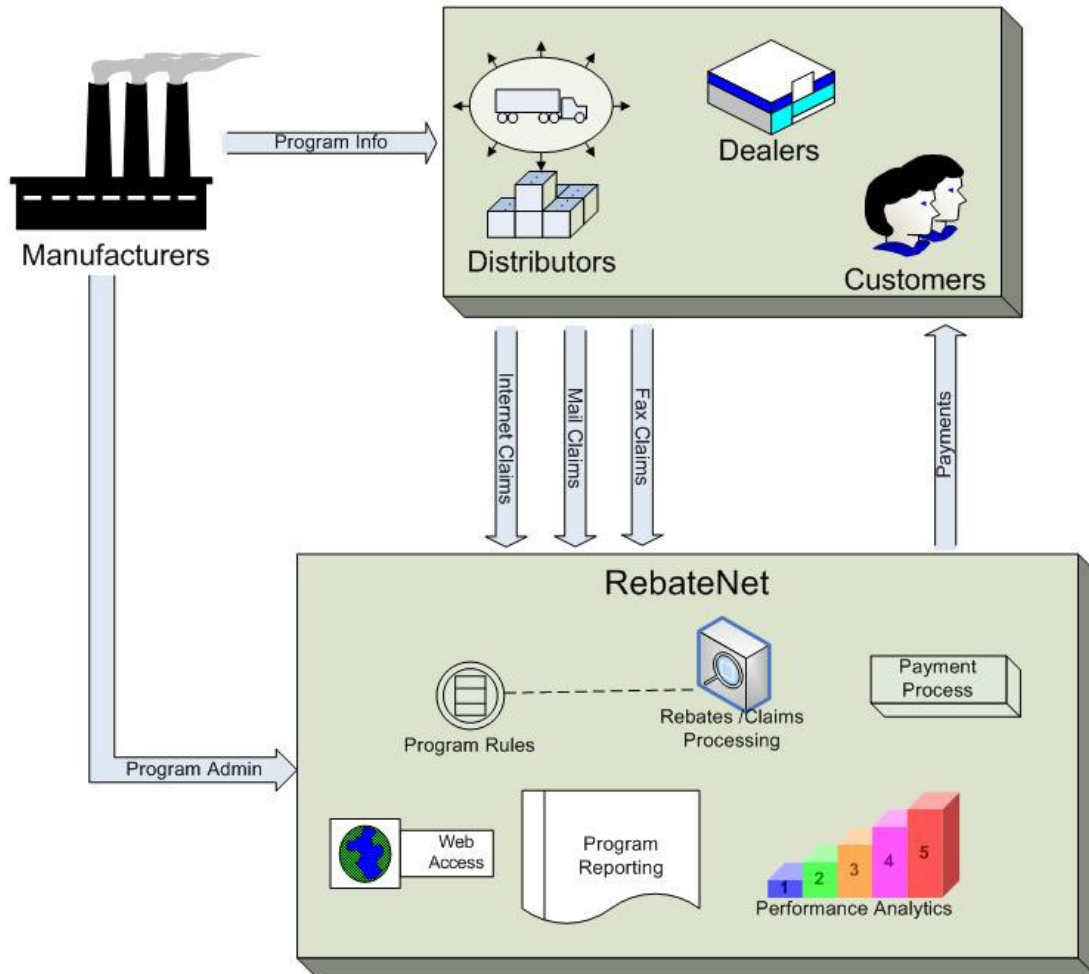 Program Info
Dealers
Manufacturers
Distributors
Customers
Internet Claims
Mail Claims
Fax Claims
Payments
RebateNet
Payment
Process
Program Rules
Rebates /Claims
Processing
Program Admin
Web
Access
Program
Reporting
1
2
3
4
5
Performance Analytics